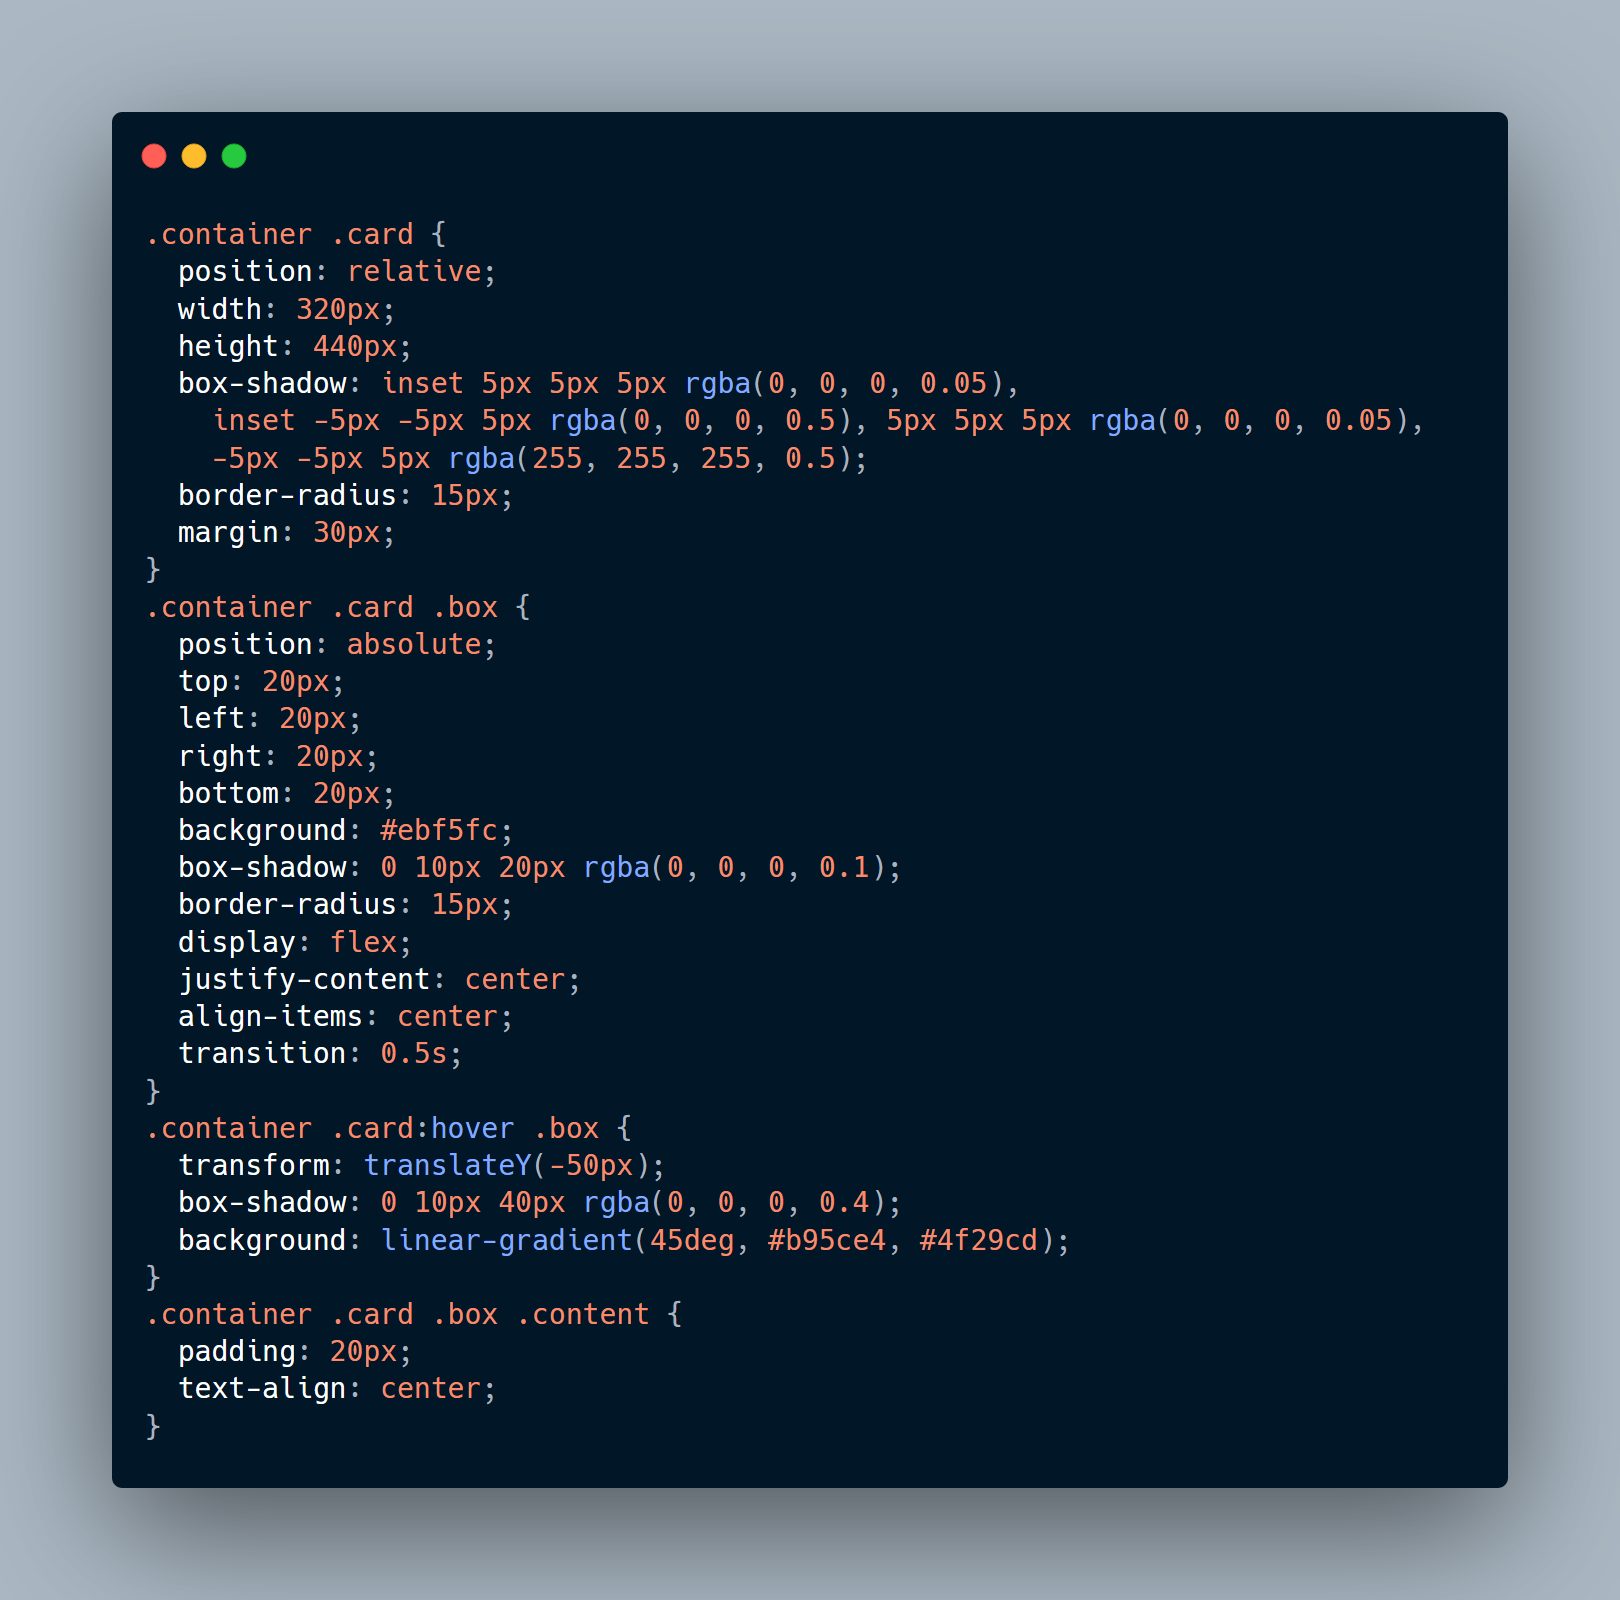 .container .card {
  position: relative;
  width: 320px;
  height: 440px;
  box-shadow: inset 5px 5px 5px rgba(0, 0, 0, 0.05),
    inset -5px -5px 5px rgba(0, 0, 0, 0.5), 5px 5px 5px rgba(0, 0, 0, 0.05),
    -5px -5px 5px rgba(255, 255, 255, 0.5);
  border-radius: 15px;
  margin: 30px;
}
.container .card .box {
  position: absolute;
  top: 20px;
  left: 20px;
  right: 20px;
  bottom: 20px;
  background: #ebf5fc;
  box-shadow: 0 10px 20px rgba(0, 0, 0, 0.1);
  border-radius: 15px;
  display: flex;
  justify-content: center;
  align-items: center;
  transition: 0.5s;
}
.container .card:hover .box {
  transform: translateY(-50px);
  box-shadow: 0 10px 40px rgba(0, 0, 0, 0.4);
  background: linear-gradient(45deg, #b95ce4, #4f29cd);
}
.container .card .box .content {
  padding: 20px;
  text-align: center;
}